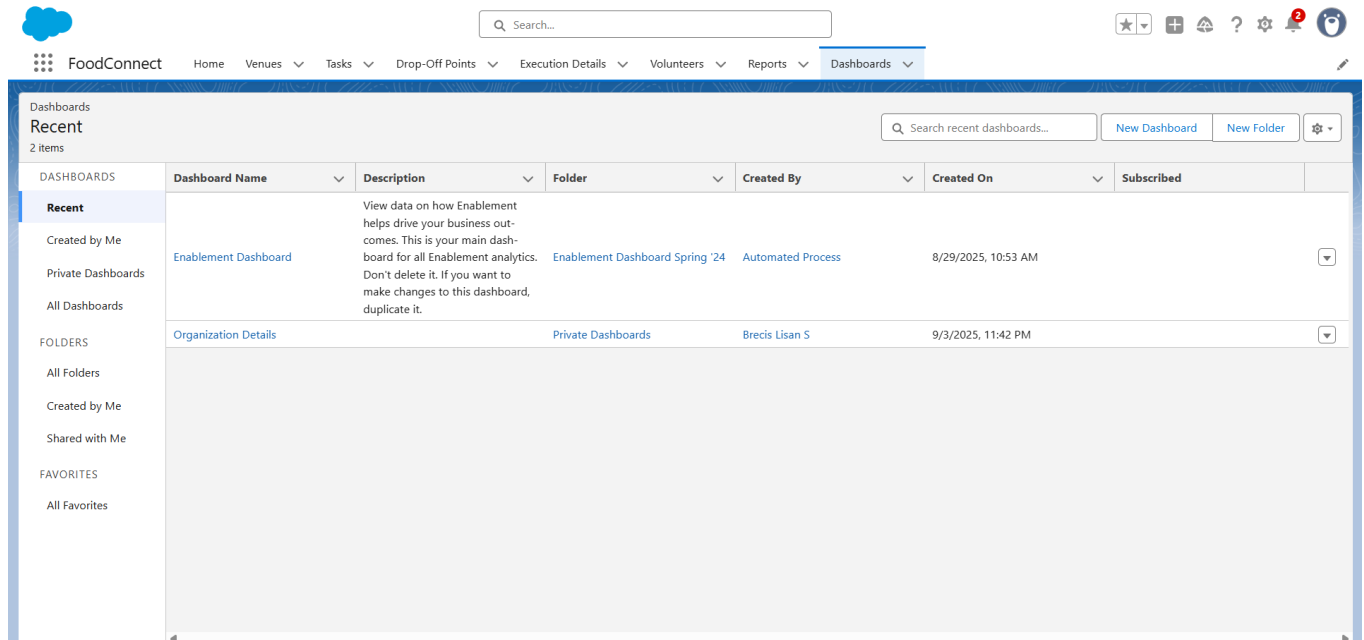 Search...
2
FoodConnect
Home
Venues
Tasks
Drop-Off Points
Execution Details
Volunteers
Reports
Dashboards
Dashboards
Recent
2 items
Search recent dashboards...
New Dashboard
New Folder
DASHBOARDS
Recent
Created by Me
Private Dashboards
All Dashboards
FOLDERS
All Folders
Created by Me
Shared with Me
FAVORITES
All Favorites
Dashboard Name
Description
Folder
Created By
Created On
Subscribed
Enablement Dashboard
View data on how Enablement
helps drive your business out-
comes. This is your main dash-
board for all Enablement analytics.
Don't delete it. If you want to
make changes to this dashboard,
duplicate it.
Enablement Dashboard Spring '24
Automated Process
8/29/2025, 10:53 AM
Organization Details
Private Dashboards
Brecis Lisan S
9/3/2025, 11:42 PM